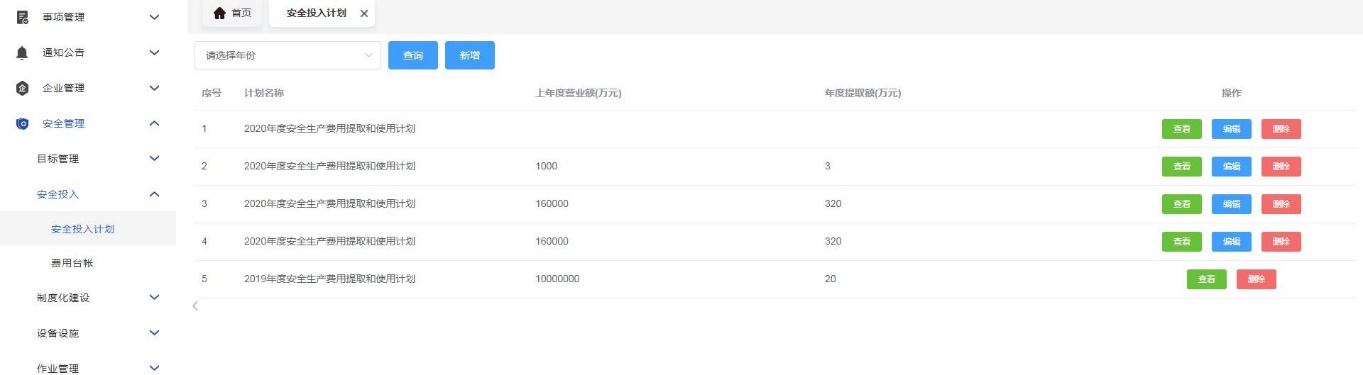 事项管理
通知公告
企业管理
安全管理
目标管理
安全投入
安全投入计划
费用台帐
制度化建设
设备设施
作业管理
首页 安全投入计划
请选择年份 查询 新增
序号 计划名称 上年度营业额(万元) 年度提取额(万元) 操作
1 2020年度安全生产费用提取和使用计划 查看 编辑 删除
2 2020年度安全生产费用提取和使用计划 1000 3 查看 编辑 删除
3 2020年度安全生产费用提取和使用计划 160000 320 查看 编辑 删除
4 2020年度安全生产费用提取和使用计划 160000 320 查看 编辑 删除
5 2019年度安全生产费用提取和使用计划 10000000 20 查看 删除